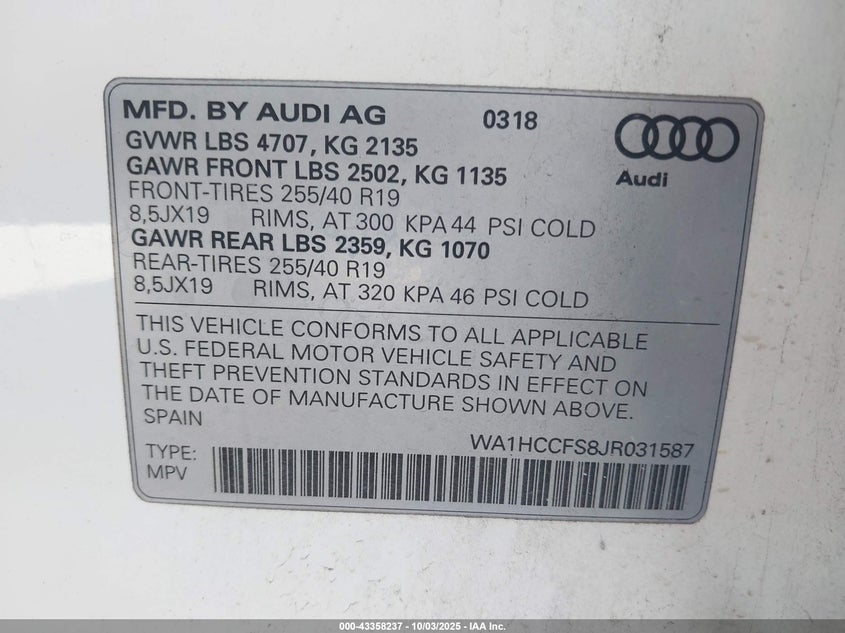 MFD. BY AUDI AG 0318
GVWR LBS 4707, KG 2135
GAWR FRONT LBS 2502, KG 1135
Audi
FRONT-TIRES 255/40 R19
8,5JX19 RIMS, AT 300 KPA 44 PSI COLD
GAWR REAR LBS 2359, KG 1070
REAR-TIRES 255/40 R19
8,5JX19 RIMS, AT 320 KPA 46 PSI COLD
THIS VEHICLE CONFORMS TO ALL APPLICABLE
U.S. FEDERAL MOTOR VEHICLE SAFETY AND
THEFT PREVENTION STANDARDS IN EFFECT ON
THE DATE OF MANUFACTURE SHOWN ABOVE.
SPAIN
WA1HCCFS8JR031587
TYPE:
MPV
000-43358237 - 10/03/2025 - IAA Inc.